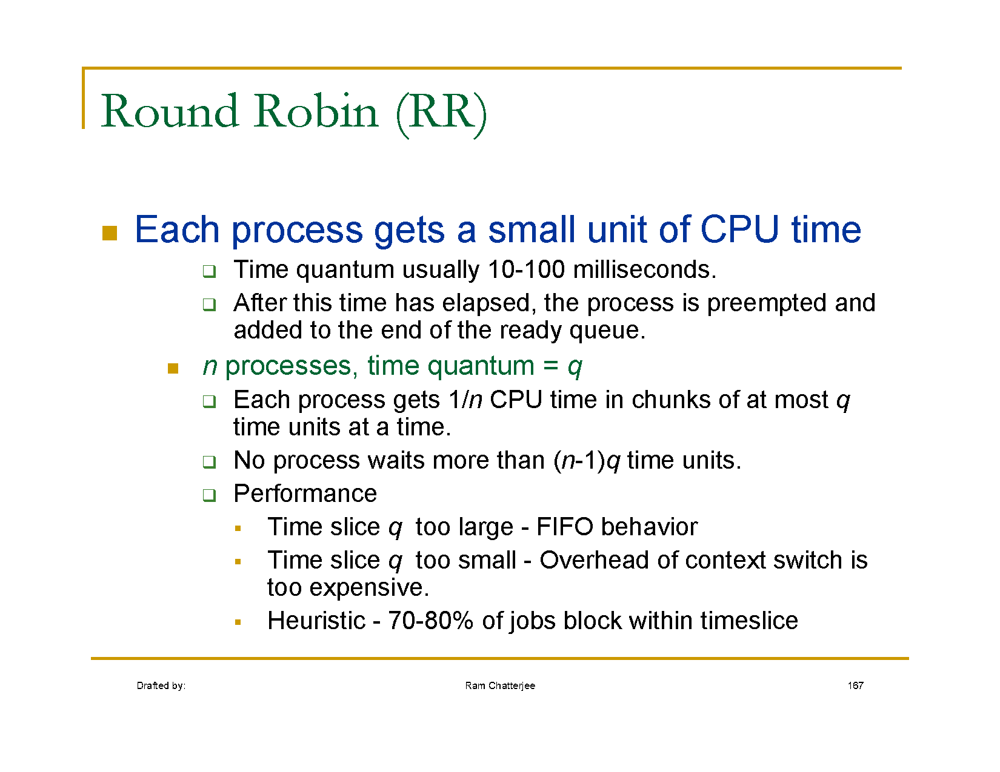 Round Robin (RR)
Each process gets a small unit of CPU time
Time quantum usually 10-100 milliseconds.
After this time has elapsed, the process is preempted and
added to the end of the ready queue.
n processes, time quantum = q
Each process gets 1/n CPU time in chunks of at most q
time units at a time.
No process waits more than (n-1)q time units.
Performance
Time slice q too large - FIFO behavior
Time slice q too small - Overhead of context switch is
too expensive.
Heuristic - 70-80% of jobs block within timeslice
Drafted by: Ram Chatterjee 167